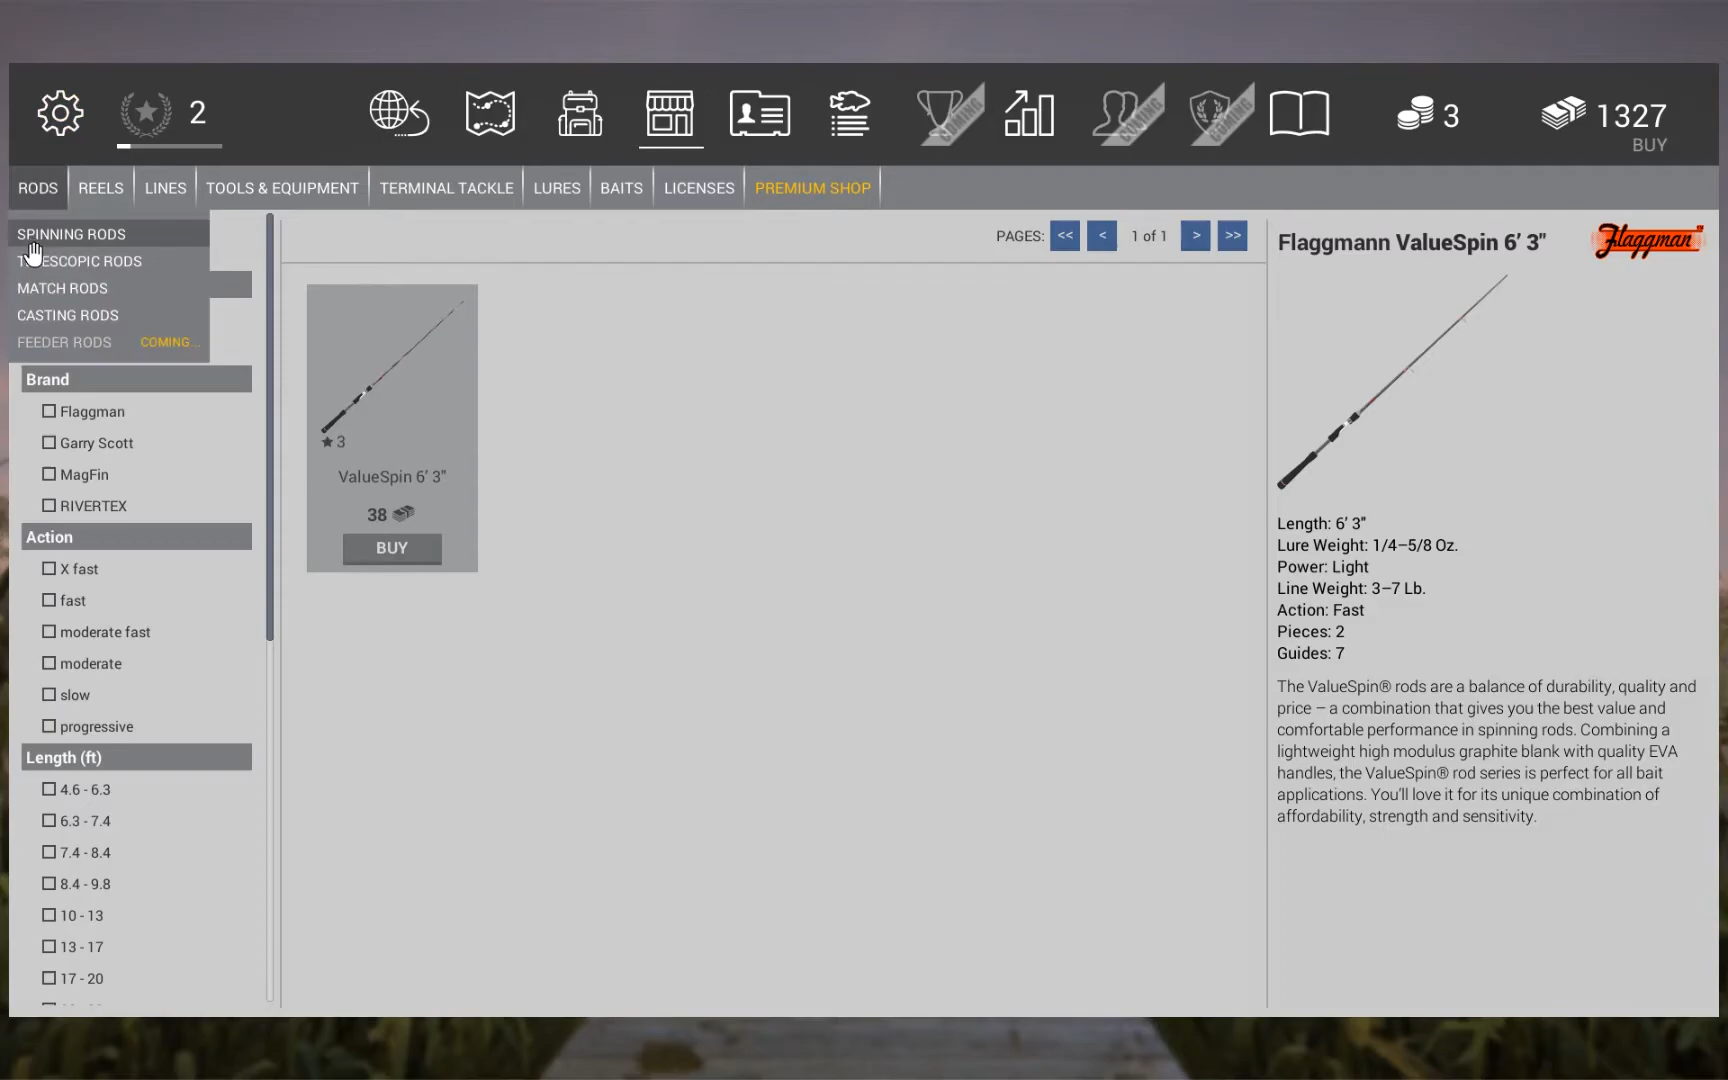 2
COMING
COMING
COMING
3
1327
BUY
RODS REELS LINES TOOLS & EQUIPMENT TERMINAL TACKLE LURES BAITS LICENSES PREMIUM SHOP
SPINNING RODS
ESCOPIC RODS
MATCH RODS
CASTING RODS
FEEDER RODS COMING...
Brand
Flaggman
Garry Scott
MagFin
RIVERTEX
Action
X fast
fast
moderate fast
moderate
slow
progressive
Length (ft)
4.6 - 6.3
6.3 - 7.4
7.4 - 8.4
8.4 - 9.8
10 - 13
13 - 17
17 - 20
PAGES: << < 1 of 1 > >>
3
ValueSpin 6' 3"
38
BUY
Flaggmann ValueSpin 6' 3"
Flaggman
Length: 6' 3"
Lure Weight: 1/4–5/8 Oz.
Power: Light
Line Weight: 3–7 Lb.
Action: Fast
Pieces: 2
Guides: 7
The ValueSpin® rods are a balance of durability, quality and
price – a combination that gives you the best value and
comfortable performance in spinning rods. Combining a
lightweight high modulus graphite blank with quality EVA
handles, the ValueSpin® rod series is perfect for all bait
applications. You'll love it for its unique combination of
affordability, strength and sensitivity.